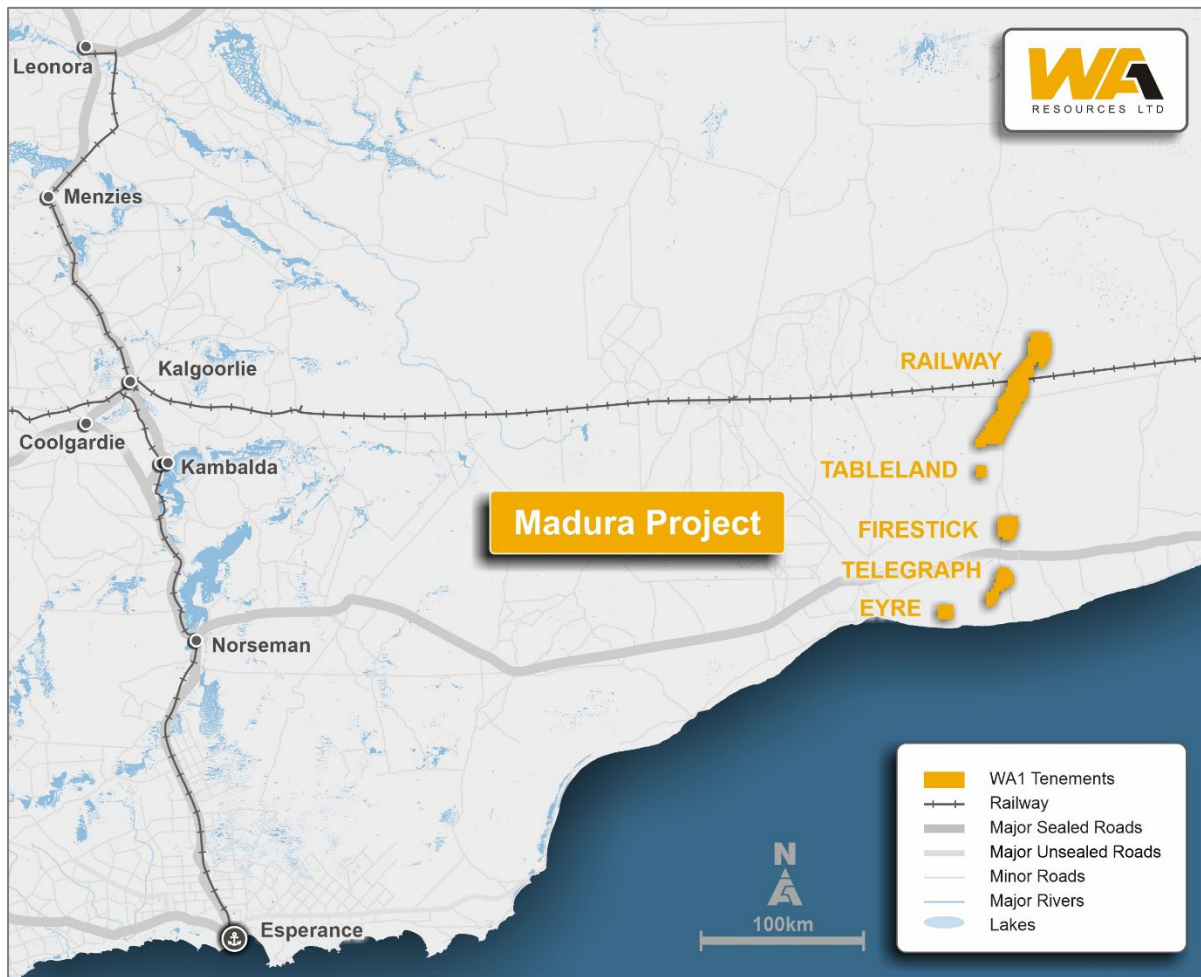 Leonora
WA1
RESOURCES LTD
Menzies
Kalgoorlie
RAILWAY
Coolgardie
Kambalda
TABLELAND
Madura Project
FIRESTICK
TELEGRAPH
EYRE
Norseman
WA1 Tenements
Railway
Major Sealed Roads
Major Unsealed Roads
Minor Roads
Major Rivers
Lakes
N
100km
Esperance